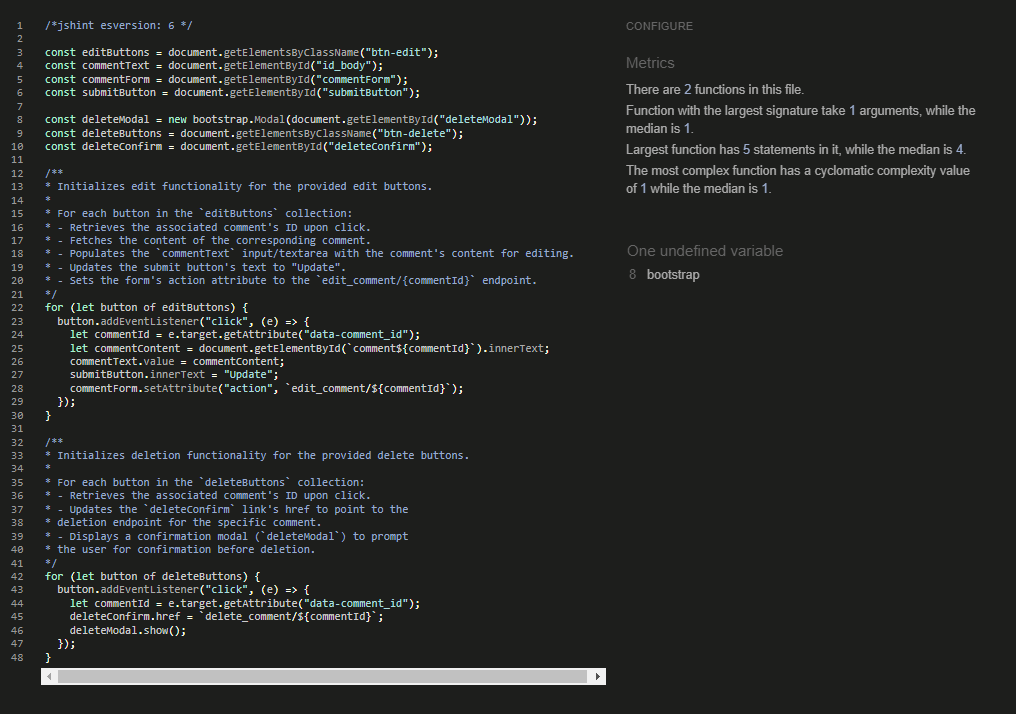 1 /*jshint esversion: 6 */
2
3 const editButtons = document.getElementsByClassName("btn-edit");
4 const commentText = document.getElementById("id_body");
5 const commentForm = document.getElementById("commentForm");
6 const submitButton = document.getElementById("submitButton");
7
8 const deleteModal = new bootstrap.Modal(document.getElementById("deleteModal"));
9 const deleteButtons = document.getElementsByClassName("btn-delete");
10 const deleteConfirm = document.getElementById("deleteConfirm");
11
12 /**
13 * Initializes edit functionality for the provided edit buttons.
14 *
15 * For each button in the `editButtons` collection:
16 * - Retrieves the associated comment's ID upon click.
17 * - Fetches the content of the corresponding comment.
18 * - Populates the `commentText` input/textarea with the comment's content for editing.
19 * - Updates the submit button's text to "Update".
20 * - Sets the form's action attribute to the `edit_comment/{commentId}` endpoint.
21 */
22 for (let button of editButtons) {
23   button.addEventListener("click", (e) => {
24     let commentId = e.target.getAttribute("data-comment_id");
25     let commentContent = document.getElementById(`comment${commentId}`).innerText;
26     commentText.value = commentContent;
27     submitButton.innerText = "Update";
28     commentForm.setAttribute("action", `edit_comment/${commentId}`);
29   });
30 }
31
32 /**
33 * Initializes deletion functionality for the provided delete buttons.
34 *
35 * For each button in the `deleteButtons` collection:
36 * - Retrieves the associated comment's ID upon click.
37 * - Updates the `deleteConfirm` link's href to point to the
38 * deletion endpoint for the specific comment.
39 * - Displays a confirmation modal (`deleteModal`) to prompt
40 * the user for confirmation before deletion.
41 */
42 for (let button of deleteButtons) {
43   button.addEventListener("click", (e) => {
44     let commentId = e.target.getAttribute("data-comment_id");
45     deleteConfirm.href = `delete_comment/${commentId}`;
46     deleteModal.show();
47   });
48 }
CONFIGURE
Metrics
There are 2 functions in this file.
Function with the largest signature take 1 arguments, while the
median is 1.
Largest function has 5 statements in it, while the median is 4.
The most complex function has a cyclomatic complexity value
of 1 while the median is 1.
One undefined variable
8 bootstrap